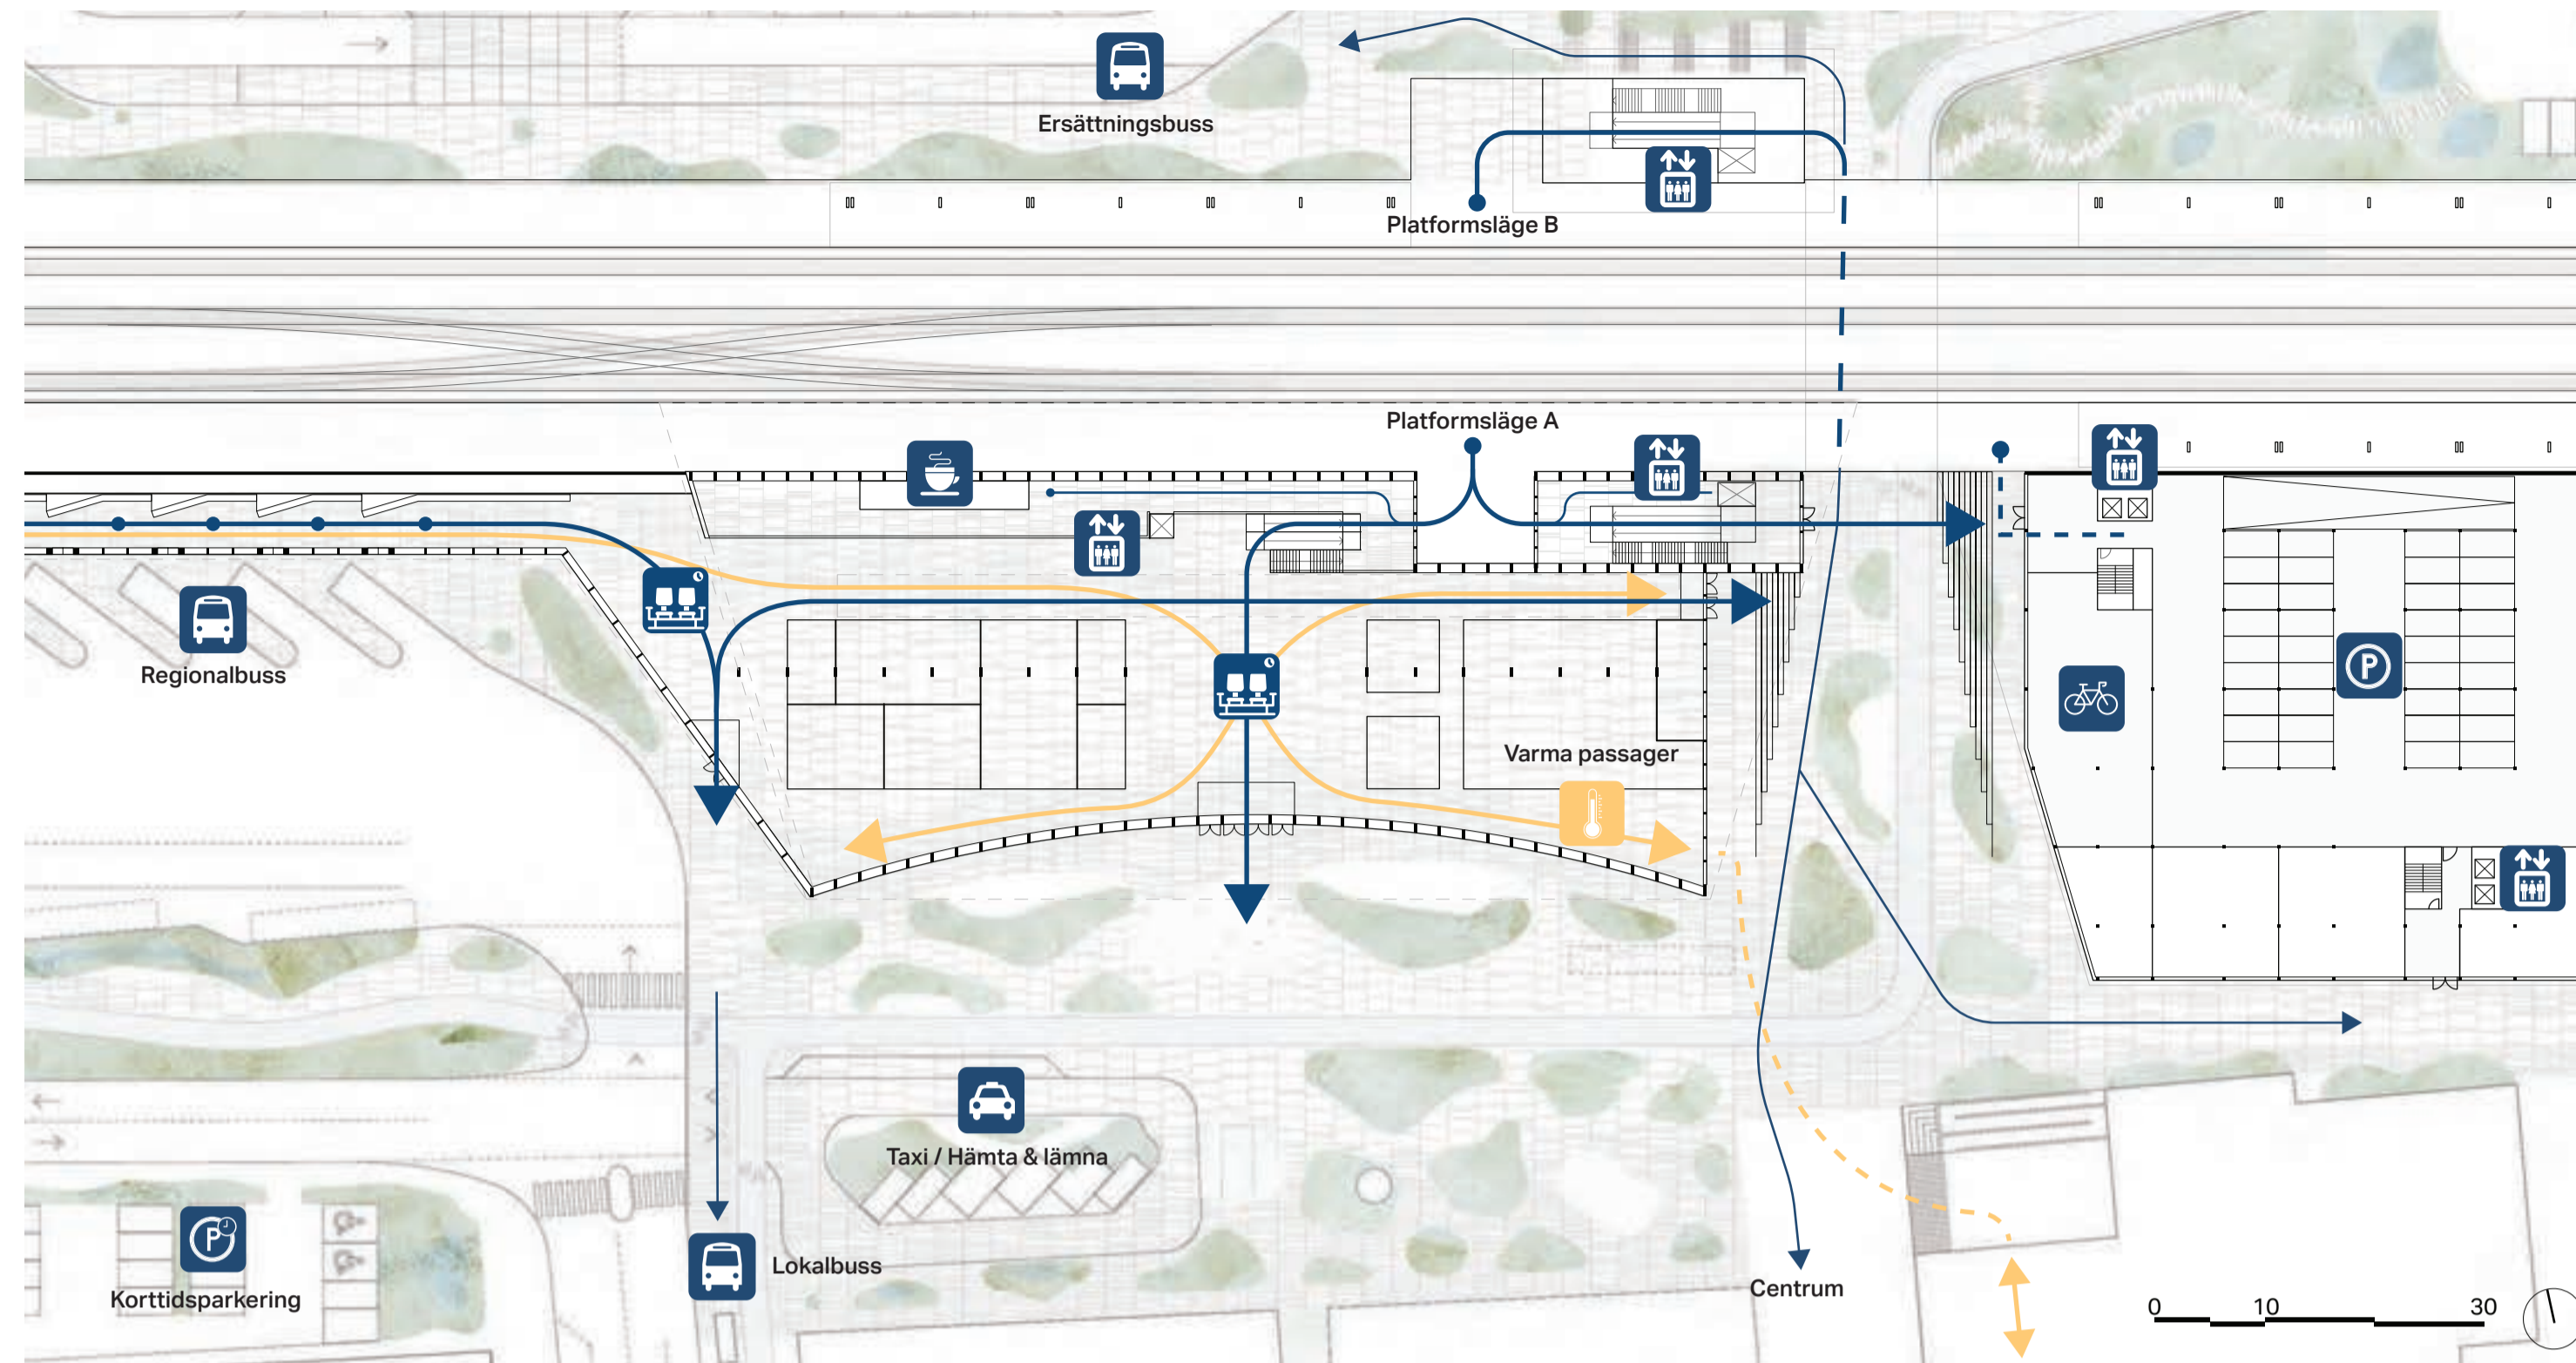 Ersättningsbuss
Platformsläge B
Platformsläge A
Regionalbuss
Varma passager
P
Taxi / Hämta & lämna
P
Korttidsparkering
Lokalbuss
Centrum
0 10 30